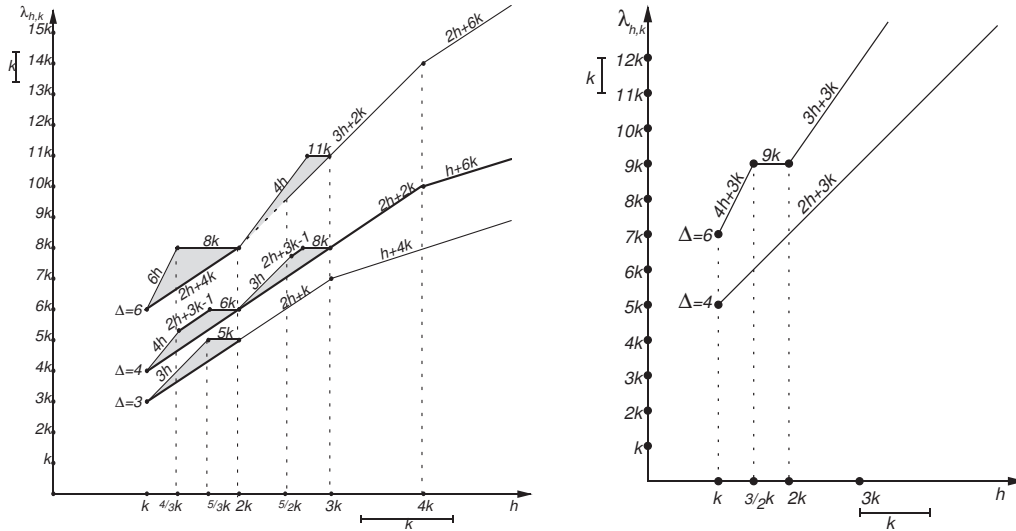 λh,k
15k
14k
13k
12k
11k
10k
9k
8k
7k
6k
5k
4k
3k
2k
k
k
2h+6k
3h+2k
11k
4h
h+6k
2h+2k
8k
2h+3k-1
3h
h+4k
2h+k
8k
6h
2h+4k
Δ=6
2h+3k-1
6k
4h
5k
Δ=4
3h
Δ=3
k 4/3k 5/3k 2k 5/2k 3k 4k h
k
λh,k
12k
11k
10k
9k
8k
7k
6k
5k
4k
3k
2k
k
k
3h+3k
9k
4h+3k
2h+3k
Δ=6
Δ=4
k 3/2k 2k 3k h
k